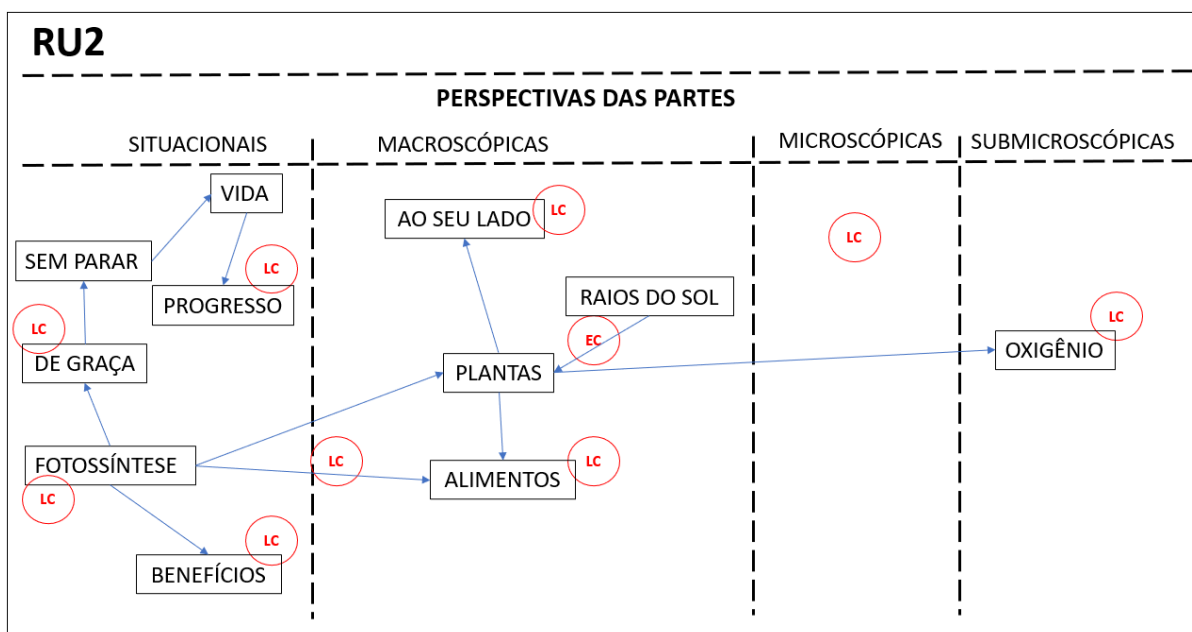 RU2
PERSPECTIVAS DAS PARTES
SITUACIONAIS
MACROSCÓPICAS
MICROSCÓPICAS
SUBMICROSCÓPICAS
VIDA
AO SEU LADO
LC
LC
SEM PARAR
LC
PROGRESSO
RAIOS DO SOL
LC
LC
EC
OXIGÊNIO
DE GRAÇA
PLANTAS
FOTOSSÍNTESE
LC
ALIMENTOS
LC
LC
LC
BENEFÍCIOS